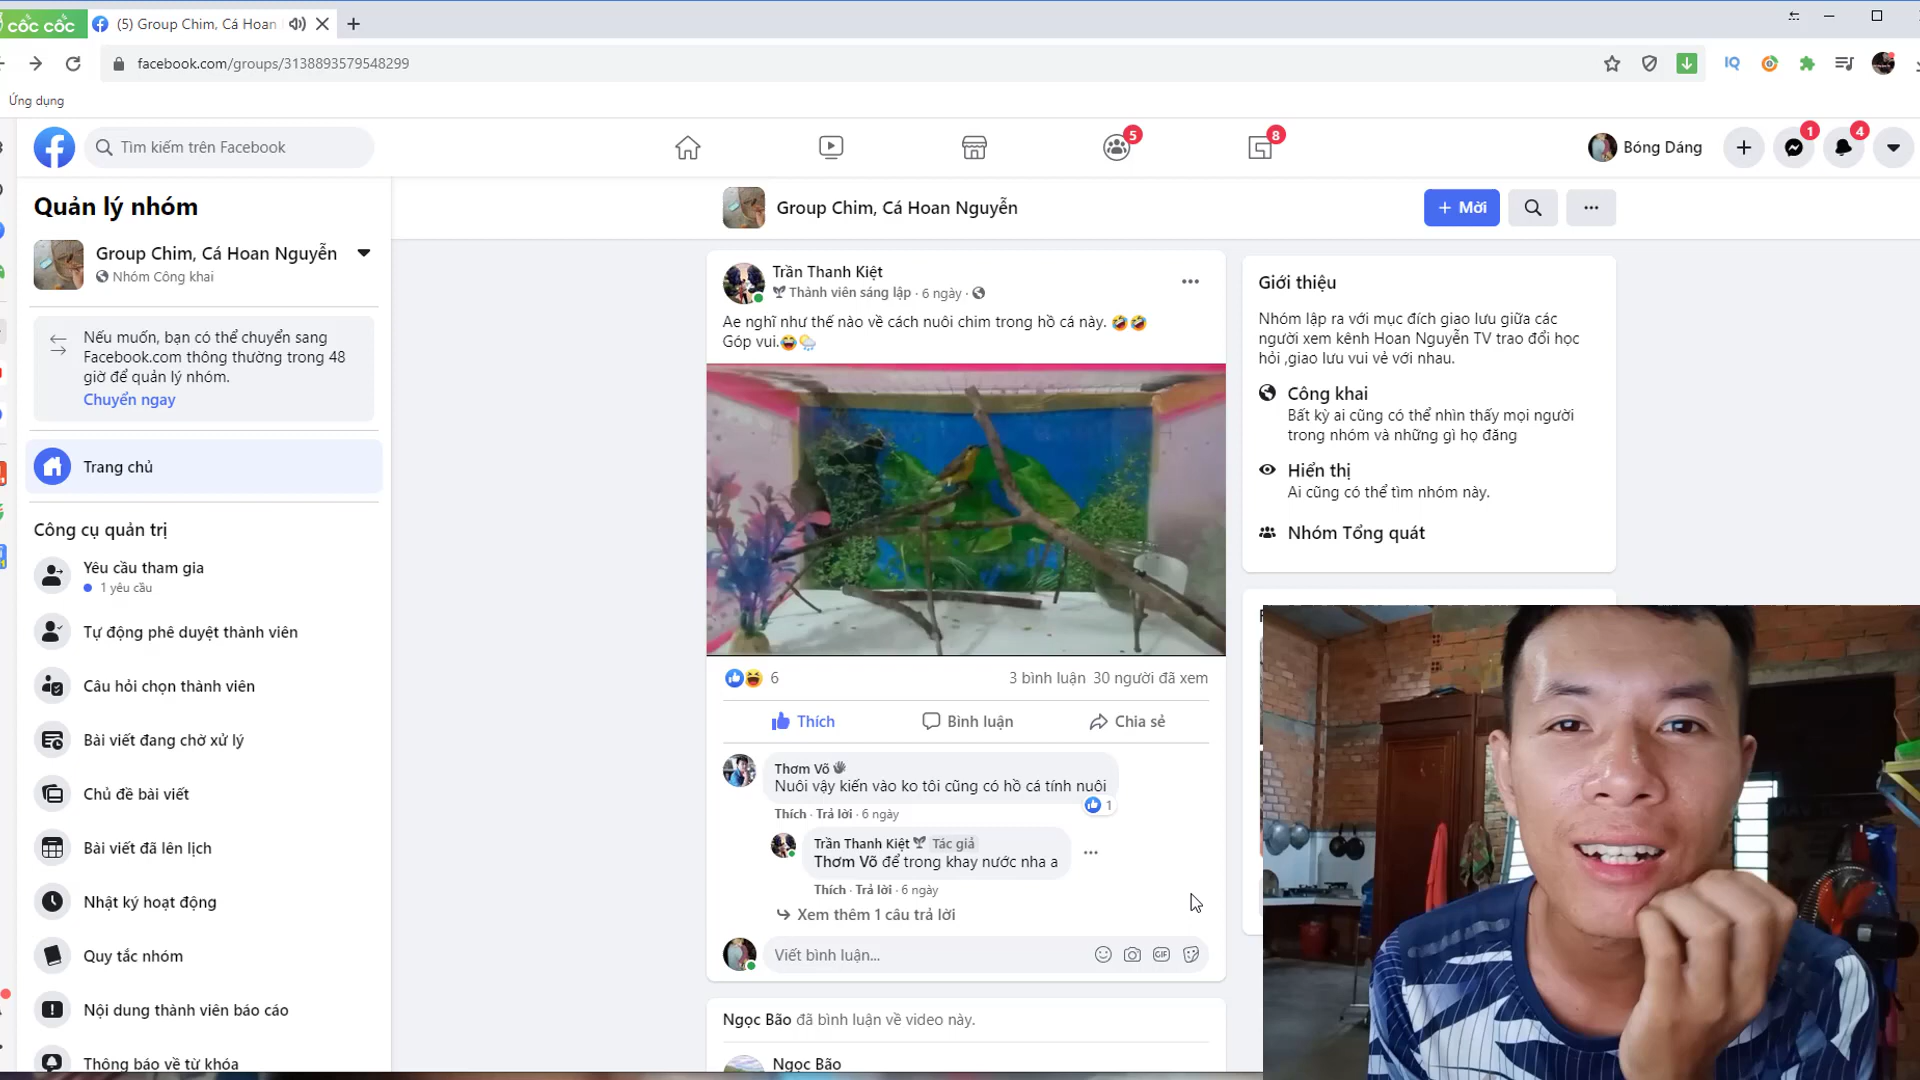 cốc cốc
(5) Group Chim, Cá Hoan
facebook.com/groups/3138893579548299
IQ
Ứng dụng
Tìm kiếm trên Facebook
5
8
Bóng Dáng
1
4
Quản lý nhóm
Group Chim, Cá Hoan Nguyễn
Nhóm Công khai
Nếu muốn, bạn có thể chuyển sang
Facebook.com thông thường trong 48
giờ để quản lý nhóm.
Chuyển ngay
Trang chủ
Công cụ quản trị
Yêu cầu tham gia
1 yêu cầu
Tự động phê duyệt thành viên
Câu hỏi chọn thành viên
Bài viết đang chờ xử lý
Chủ đề bài viết
Bài viết đã lên lịch
Nhật ký hoạt động
Quy tắc nhóm
Nội dung thành viên báo cáo
Thông báo về từ khóa
Group Chim, Cá Hoan Nguyễn
+ Mời
Trần Thanh Kiệt
Thành viên sáng lập · 6 ngày ·
Ae nghĩ như thế nào về cách nuôi chim trong hồ cá này. 🤣🤣
Góp vui.😂🌦
6
3 bình luận 30 người đã xem
Thích
Bình luận
Chia sẻ
Thơm Võ
Nuôi vậy kiến vào ko tôi cũng có hồ cá tính nuôi
1
Thích · Trả lời · 6 ngày
Trần Thanh Kiệt Tác giả
Thơm Võ để trong khay nước nha a
Thích · Trả lời · 6 ngày
Xem thêm 1 câu trả lời
Viết bình luận...
GIF
Ngọc Bão đã bình luận về video này.
Ngọc Bão
Giới thiệu
Nhóm lập ra với mục đích giao lưu giữa các
người xem kênh Hoan Nguyễn TV trao đổi học
hỏi ,giao lưu vui vẻ với nhau.
Công khai
Bất kỳ ai cũng có thể nhìn thấy mọi người
trong nhóm và những gì họ đăng
Hiển thị
Ai cũng có thể tìm nhóm này.
Nhóm Tổng quát